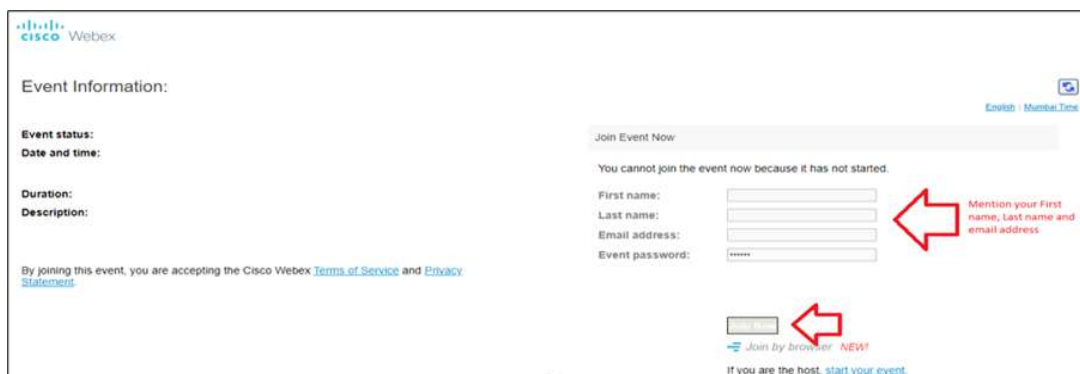 cisco Webex
Event Information:
English | Mumbai Time
Event status:
Date and time:
Duration:
Description:
By joining this event, you are accepting the Cisco Webex Terms of Service and Privacy
Statement.
Join Event Now
You cannot join the event now because it has not started.
First name:
Last name:
Email address:
Event password: ••••••
Mention your First
name, Last name and
email address
Join Now
Join by browser NEW!
If you are the host, start your event.